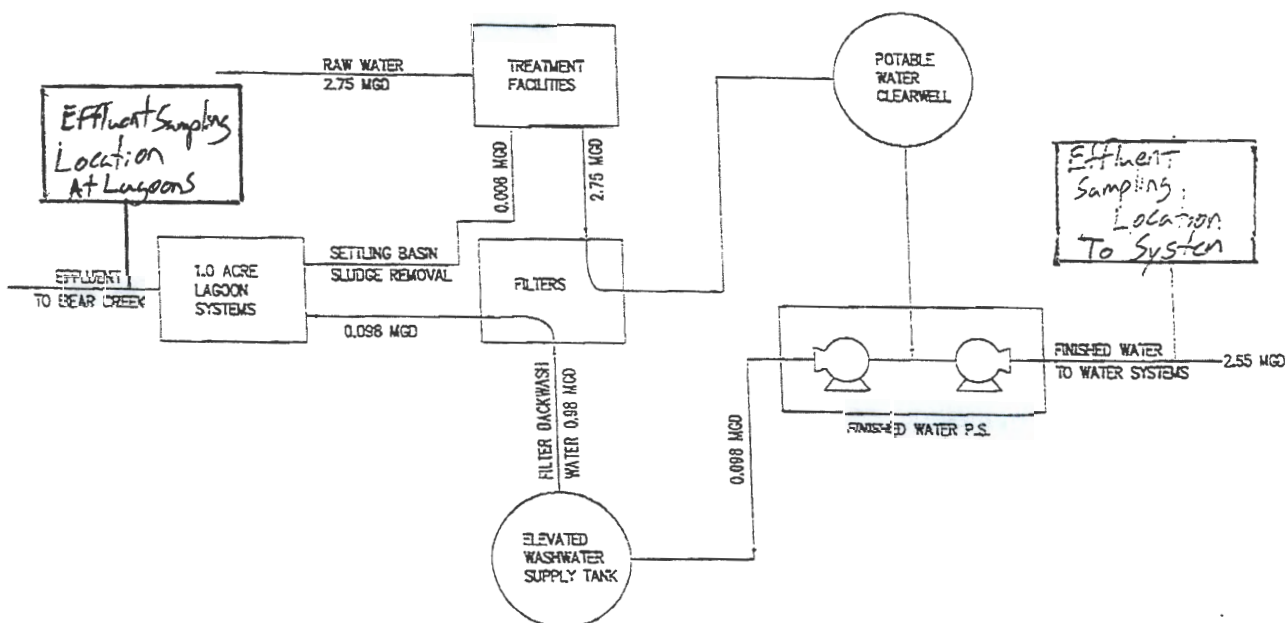 RAW WATER
2.75 MGD
TREATMENT
FACILITIES
POTABLE
WATER
CLEARWELL
Effluent Sampling
Location
At Lagoons
Effluent
Sampling
Location
To System
0.008 MGD
2.75 MGD
SETTLING BASIN
SLUDGE REMOVAL
EFFLUENT
TO BEAR CREEK
1.0 ACRE
LAGOON
SYSTEMS
FILTERS
0.098 MGD
FINISHED WATER
TO WATER SYSTEMS
2.55 MGD
FINISHED WATER P.S.
FILTER BACKWASH
WATER 0.98 MGD
0.098 MGD
ELEVATED
WASHWATER
SUPPLY TANK